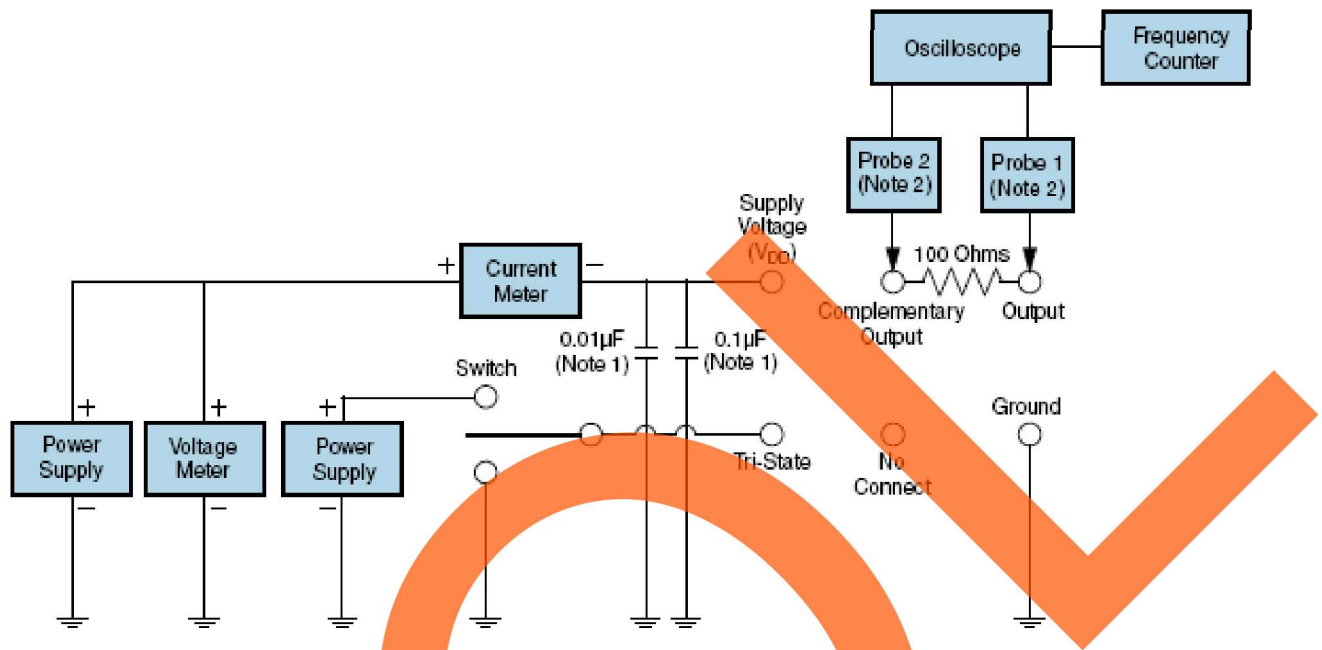 Oscilloscope
Frequency
Counter
Probe 2
(Note 2)
Probe 1
(Note 2)
Supply
Voltage
(VDD)
100 Ohms
+
Current
Meter
−
Complementary
Output
Output
0.01µF
(Note 1)
0.1µF
(Note 1)
Switch
+
Power
Supply
−
+
Voltage
Meter
−
+
Power
Supply
−
Tri-State
No
Connect
Ground